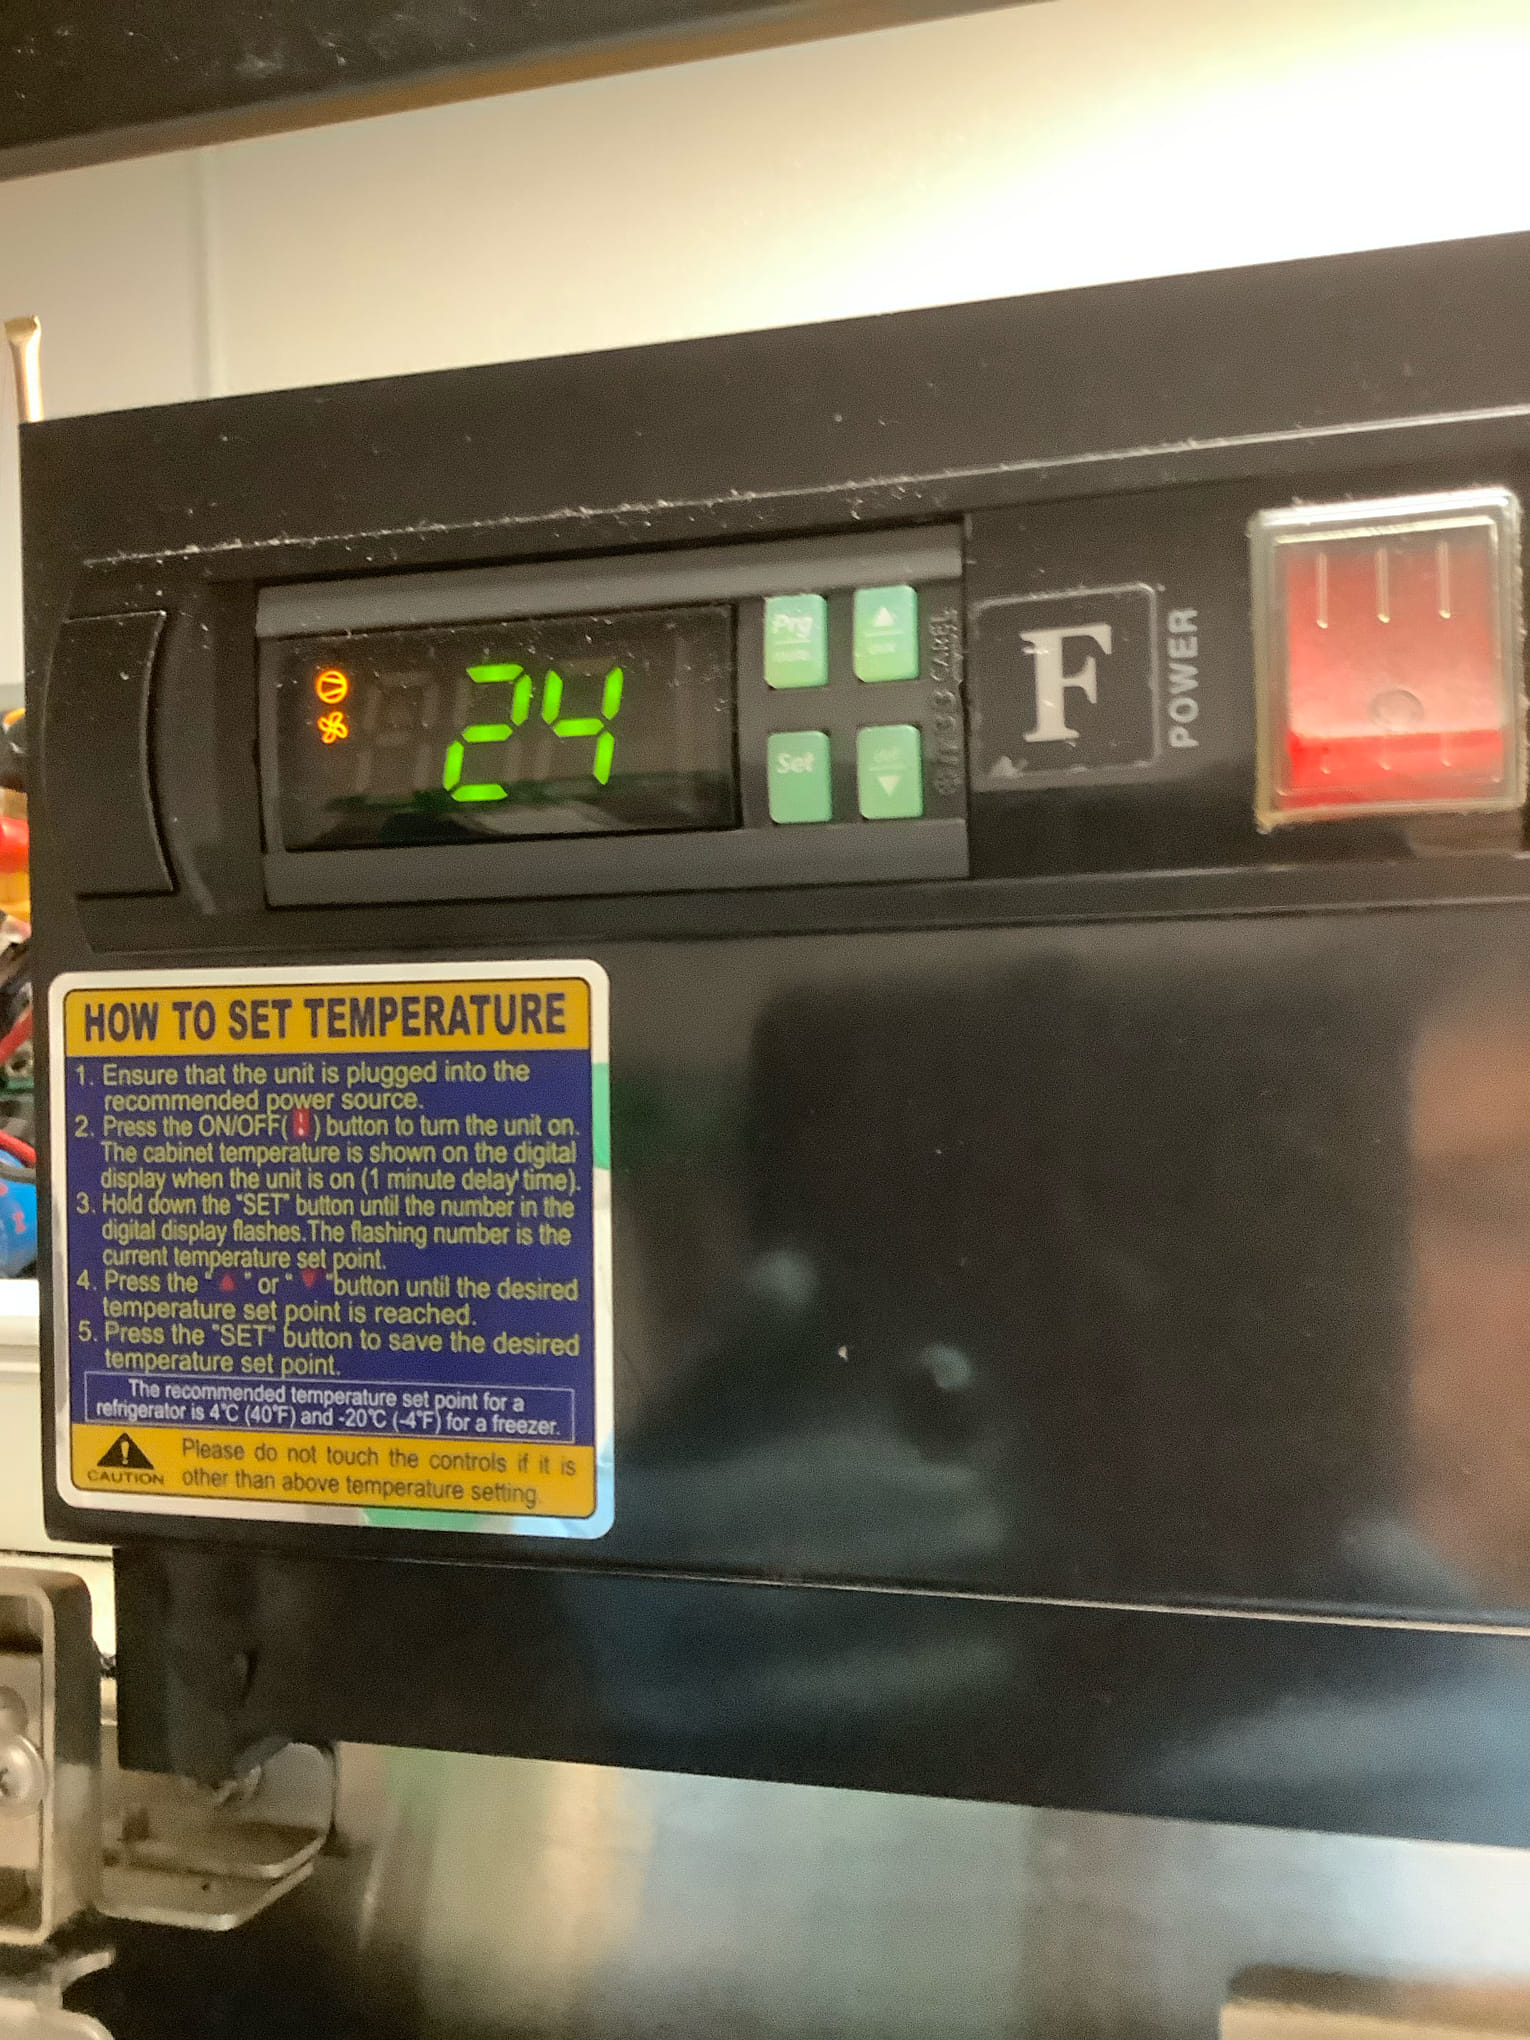 24
Prg
Set
CAREL
F
POWER
HOW TO SET TEMPERATURE
1. Ensure that the unit is plugged into the
recommended power source.
2. Press the ON/OFF( ! ) button to turn the unit on.
The cabinet temperature is shown on the digital
display when the unit is on (1 minute delay time).
3. Hold down the "SET" button until the number in the
digital display flashes.The flashing number is the
current temperature set point.
4. Press the "▲" or "▼"button until the desired
temperature set point is reached.
5. Press the "SET" button to save the desired
temperature set point.
The recommended temperature set point for a
refrigerator is 4°C (40°F) and -20°C (-4°F) for a freezer.
CAUTION
Please do not touch the controls if it is
other than above temperature setting.